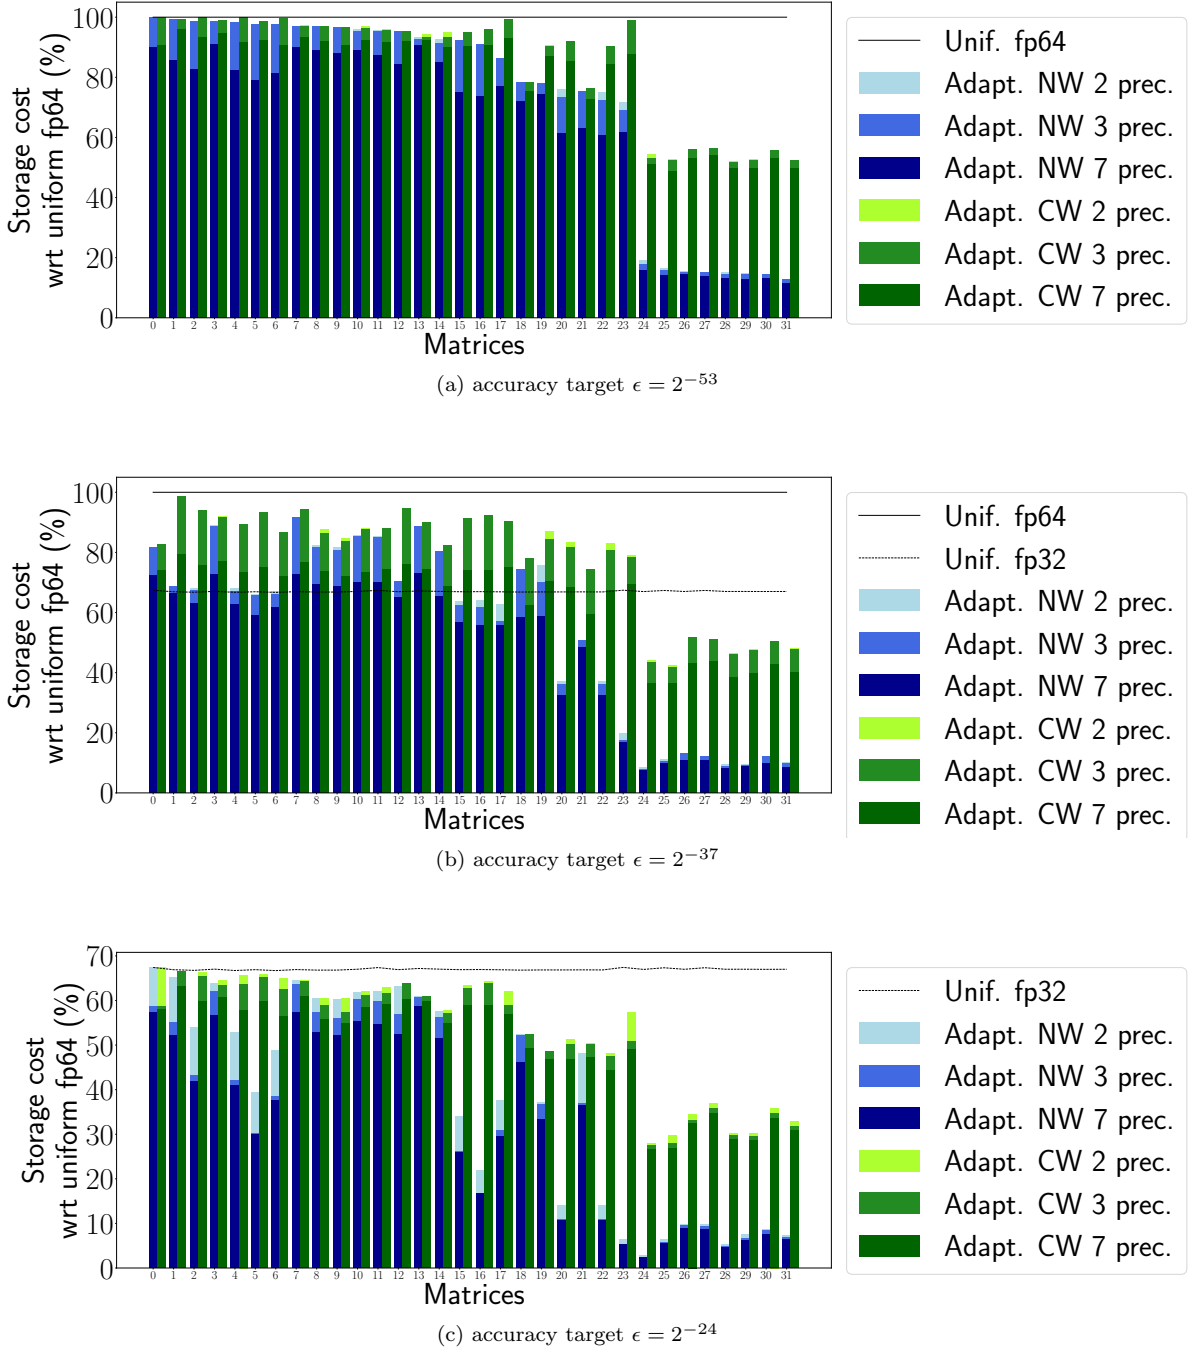 100
80
60
40
20
0
Storage cost
wrt uniform fp64 (%)
0 1 2 3 4 5 6 7 8 9 10 11 12 13 14 15 16 17 18 19 20 21 22 23 24 25 26 27 28 29 30 31
Matrices
Unif. fp64
Adapt. NW 2 prec.
Adapt. NW 3 prec.
Adapt. NW 7 prec.
Adapt. CW 2 prec.
Adapt. CW 3 prec.
Adapt. CW 7 prec.
(a) accuracy target ϵ = 2⁻⁵³
100
80
60
40
20
0
Storage cost
wrt uniform fp64 (%)
0 1 2 3 4 5 6 7 8 9 10 11 12 13 14 15 16 17 18 19 20 21 22 23 24 25 26 27 28 29 30 31
Matrices
Unif. fp64
Unif. fp32
Adapt. NW 2 prec.
Adapt. NW 3 prec.
Adapt. NW 7 prec.
Adapt. CW 2 prec.
Adapt. CW 3 prec.
Adapt. CW 7 prec.
(b) accuracy target ϵ = 2⁻³⁷
70
60
50
40
30
20
10
0
Storage cost
wrt uniform fp64 (%)
0 1 2 3 4 5 6 7 8 9 10 11 12 13 14 15 16 17 18 19 20 21 22 23 24 25 26 27 28 29 30 31
Matrices
Unif. fp32
Adapt. NW 2 prec.
Adapt. NW 3 prec.
Adapt. NW 7 prec.
Adapt. CW 2 prec.
Adapt. CW 3 prec.
Adapt. CW 7 prec.
(c) accuracy target ϵ = 2⁻²⁴